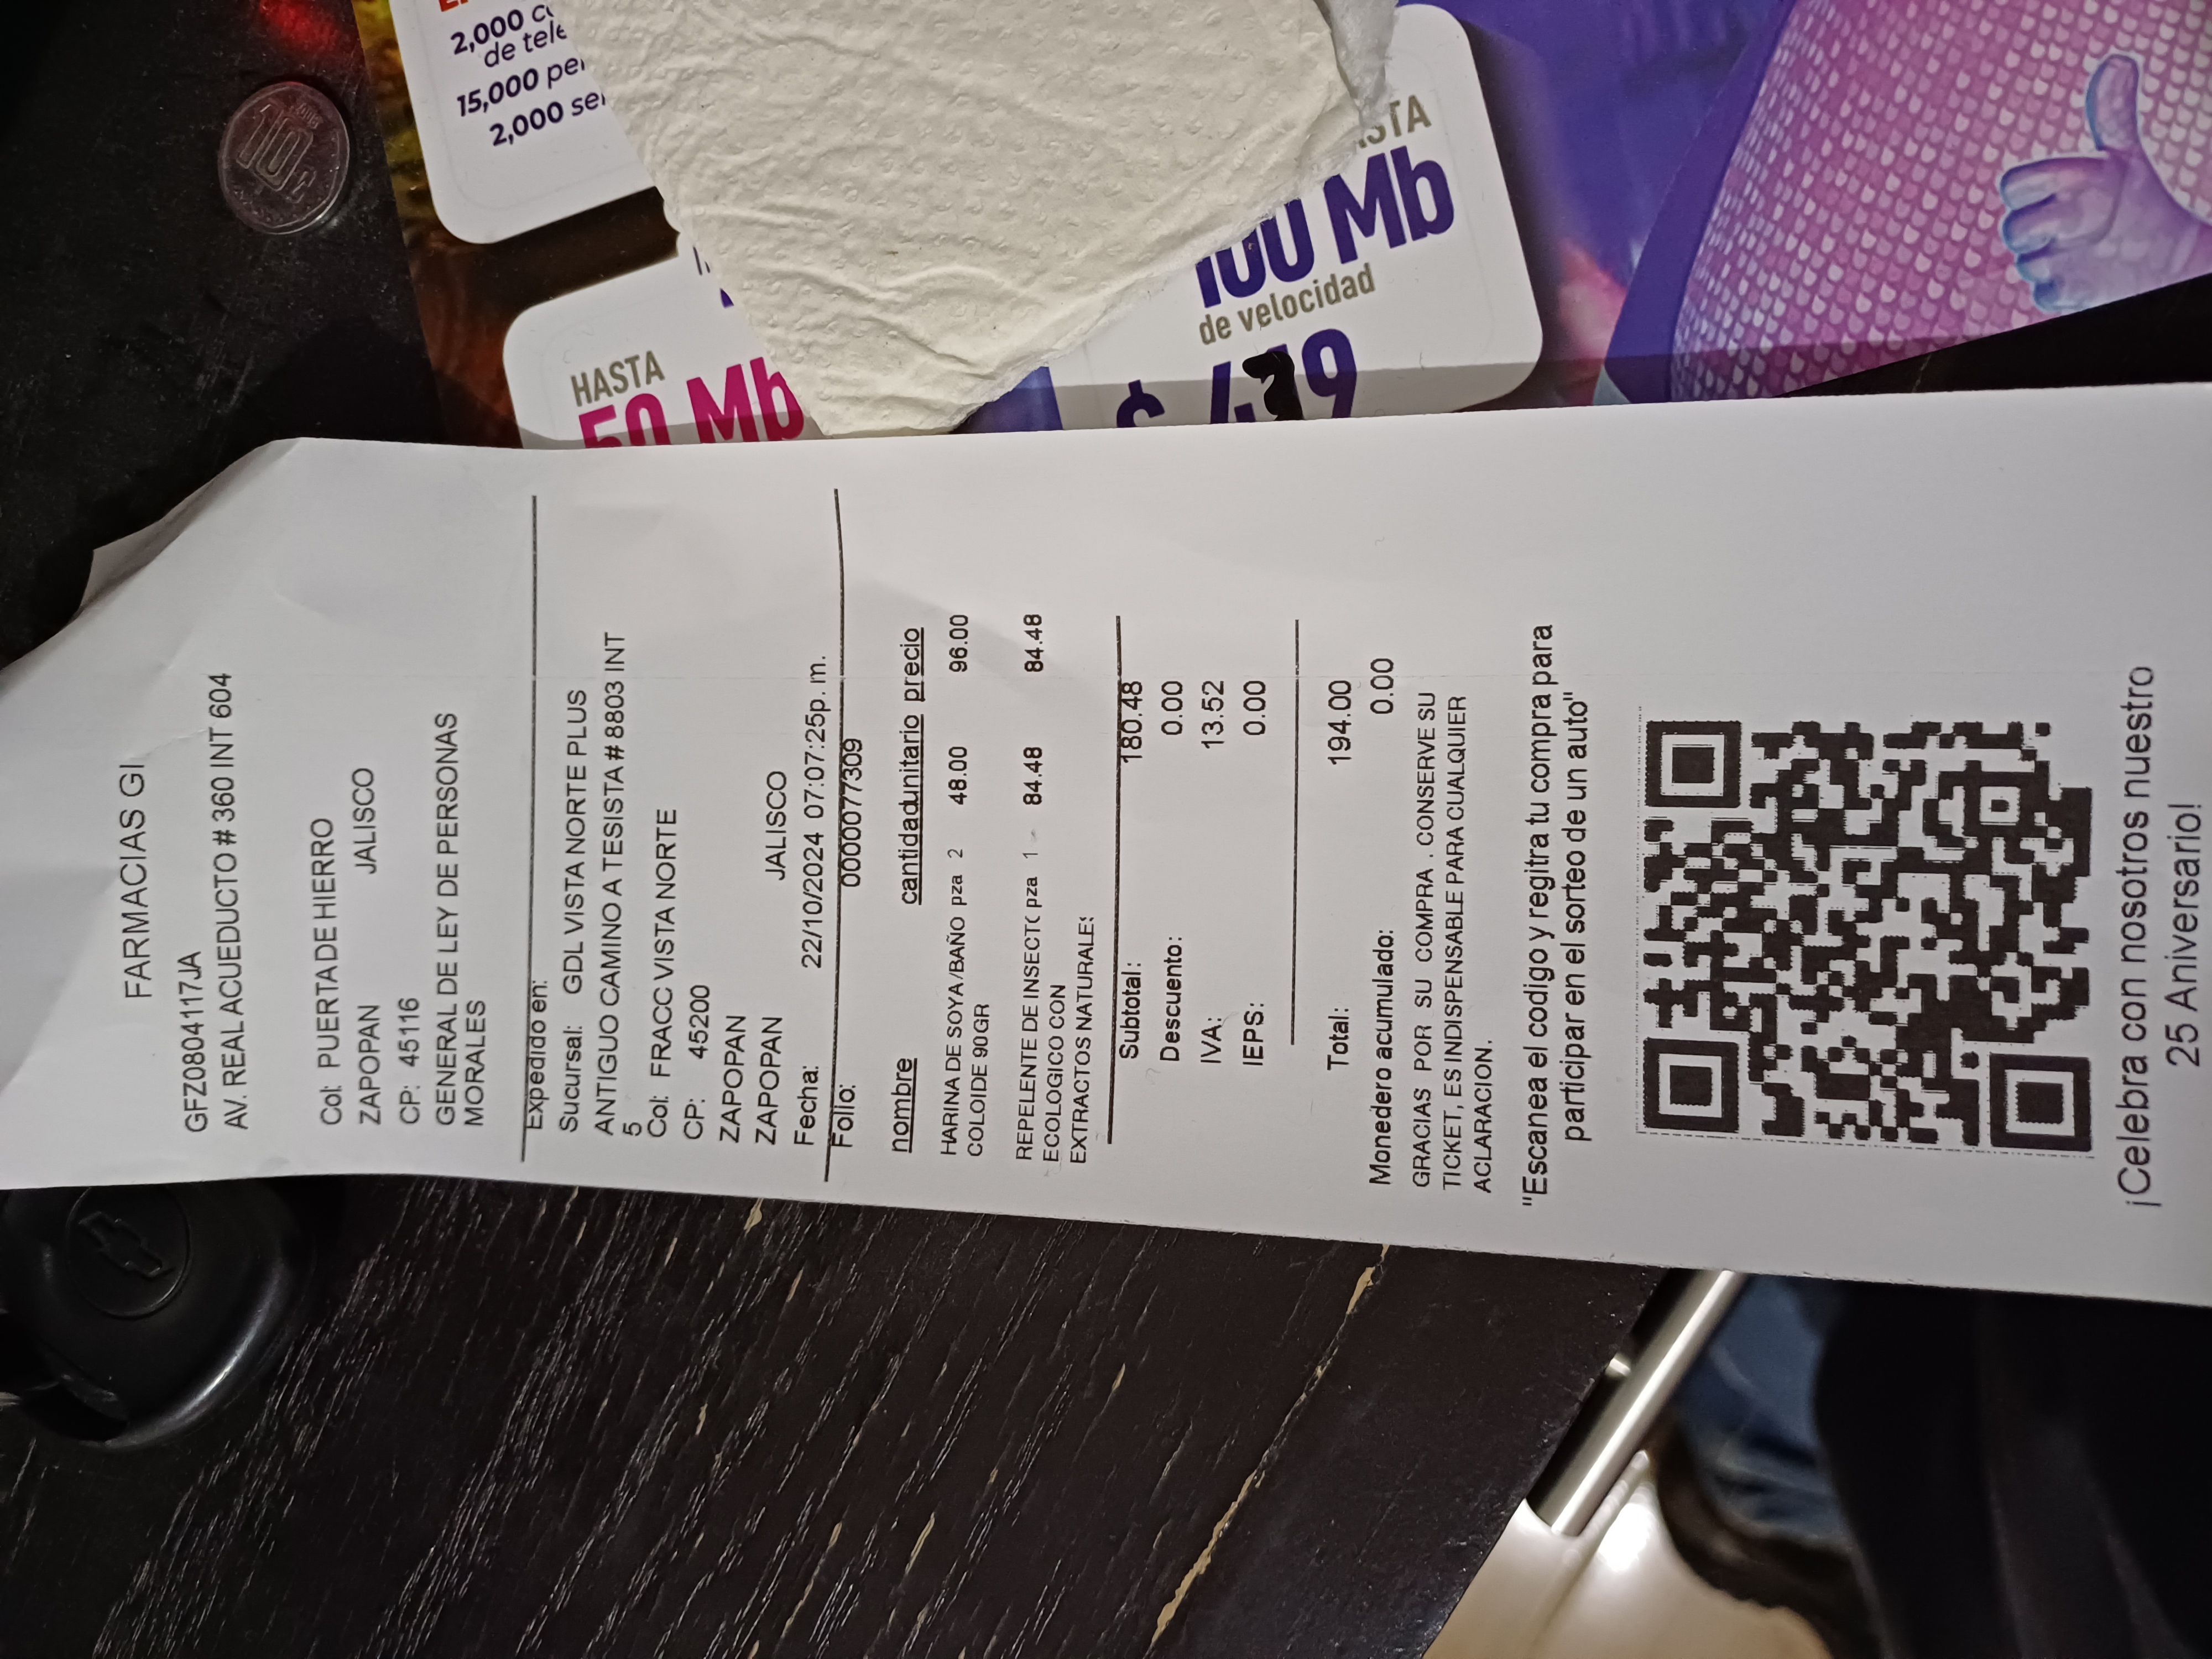 FARMACIAS GI
GFZ0804117JA
AV. REAL ACUEDUCTO # 360 INT 604
Col: PUERTA DE HIERRO
ZAPOPAN JALISCO
CP: 45116
GENERAL DE LEY DE PERSONAS
MORALES
Expedido en:
Sucursal: GDL VISTA NORTE PLUS
ANTIGUO CAMINO A TESISTA # 8803 INT
5
Col: FRACC VISTA NORTE
CP: 45200
ZAPOPAN
ZAPOPAN JALISCO
Fecha: 22/10/2024 07:07:25p. m.
Folio: 0000077309
nombre cantidad unitario precio
HARINA DE SOYA/BAÑO pza 2 48.00 96.00
COLOIDE 90GR
REPELENTE DE INSECT( pza 1 84.48 84.48
ECOLOGICO CON
EXTRACTOS NATURALE
Subtotal: 180.48
Descuento: 0.00
IVA: 13.52
IEPS: 0.00
Total: 194.00
Monedero acumulado: 0.00
GRACIAS POR SU COMPRA . CONSERVE SU
TICKET, ES INDISPENSABLE PARA CUALQUIER
ACLARACION.
"Escanea el codigo y regitra tu compra para
participar en el sorteo de un auto"
¡Celebra con nosotros nuestro
25 Aniversario!
2,000
de tele
15,000 per
2,000 se
HASTA
50 Mb
100 Mb
de velocidad
$ 419
10